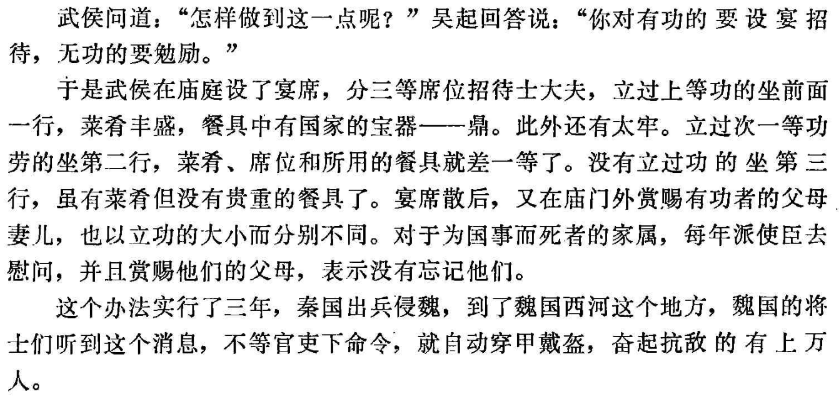 武侯问道：“怎样做到这一点呢？”吴起回答说：“你对有功的要设宴招
待，无功的要勉励。”
于是武侯在庙庭设了宴席，分三等席位招待士大夫，立过上等功的坐前面
一行，菜肴丰盛，餐具中有国家的宝器——鼎。此外还有太牢。立过次一等功
劳的坐第二行，菜肴、席位和所用的餐具就差一等了。没有立过功的坐第三
行，虽有菜肴但没有贵重的餐具了。宴席散后，又在庙门外赏赐有功者的父母
妻儿，也以立功的大小而分别不同。对于为国事而死者的家属，每年派使臣去
慰问，并且赏赐他们的父母，表示没有忘记他们。
这个办法实行了三年，秦国出兵侵魏，到了魏国西河这个地方，魏国的将
士们听到这个消息，不等官吏下命令，就自动穿甲戴盔，奋起抗敌的有上万
人。